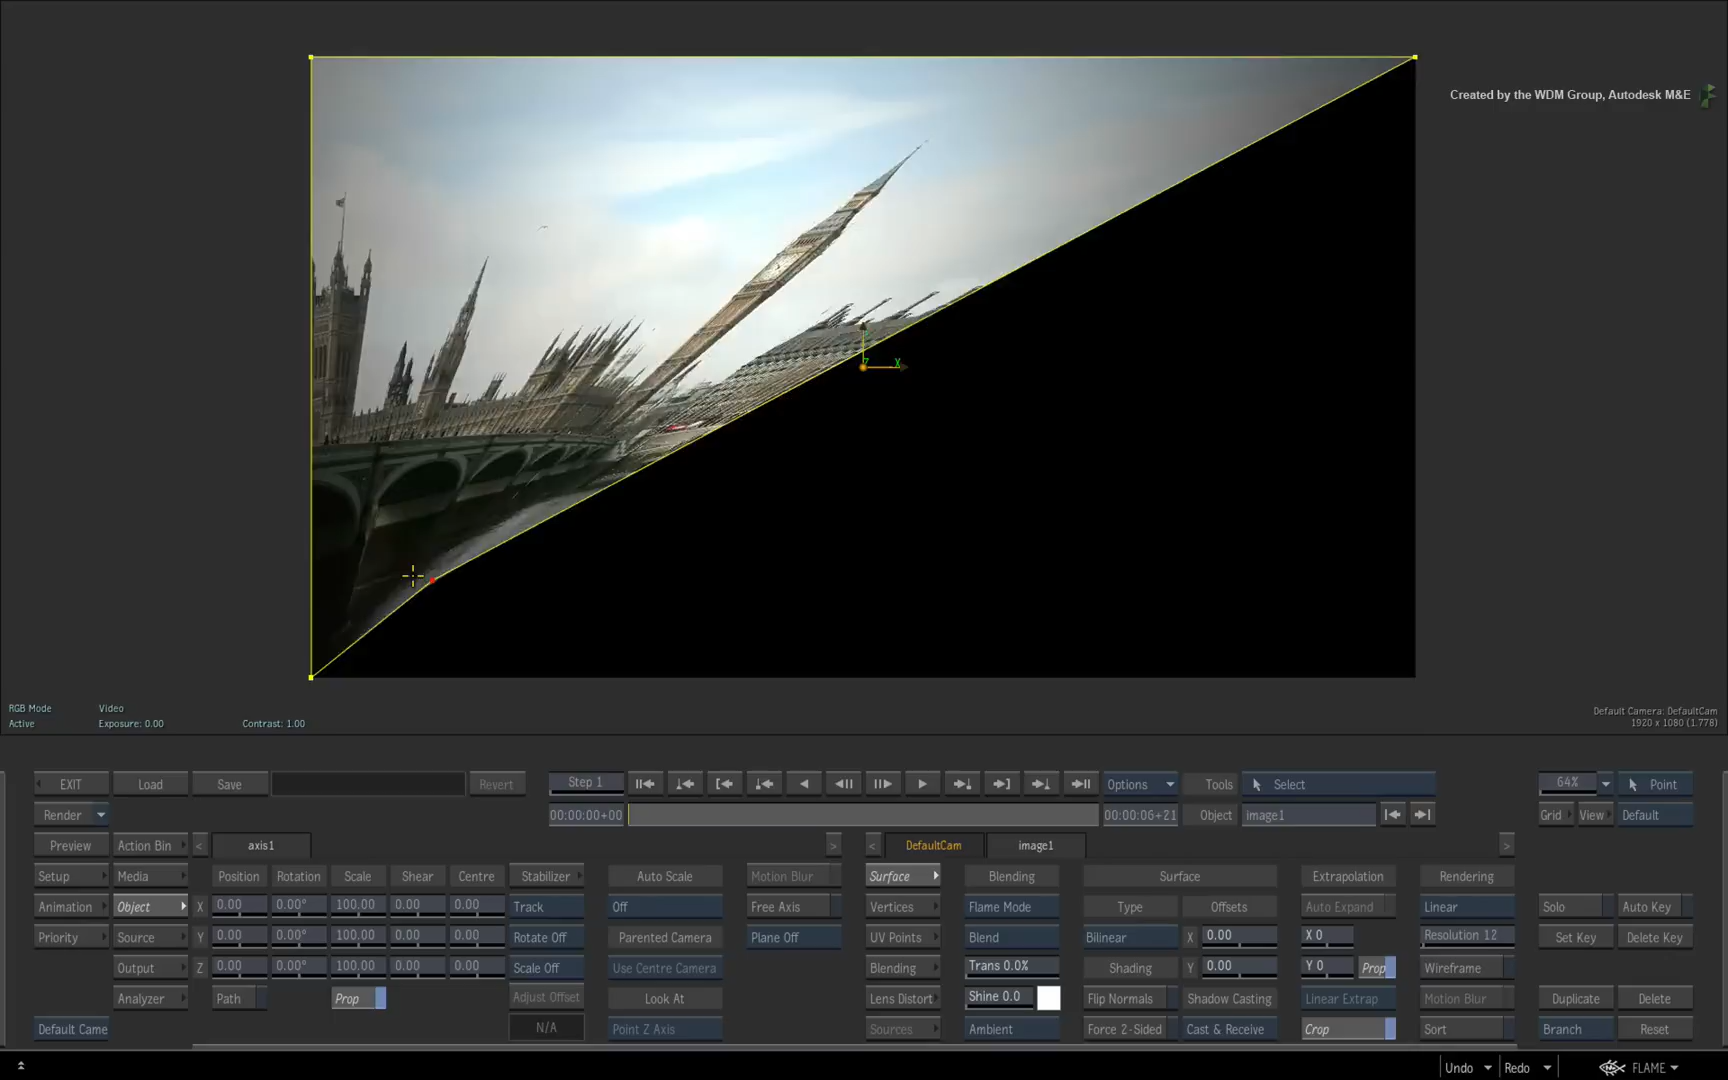 Created by the WDM Group, Autodesk M&E
X
RGB Mode Video
Active Exposure: 0.00 Contrast: 1.00
Default Camera: DefaultCam
1920 x 1080 (1.778)
EXIT Load Save Revert Step 1 Options Tools Select 64% Point
Render 00:00:00+00 00:00:06+21 Object image1 Grid View Default
Preview Action Bin < axis1 > < DefaultCam image1 >
Setup Media Position Rotation Scale Shear Centre Stabilizer Auto Scale Motion Blur Surface Blending Surface Extrapolation Rendering
Animation Object X 0.00 0.00° 100.00 0.00 0.00 Track Off Free Axis Vertices Flame Mode Type Offsets Auto Expand Linear Solo Auto Key
Priority Source Y 0.00 0.00° 100.00 0.00 0.00 Rotate Off Parented Camera Plane Off UV Points Blend Bilinear X 0.00 X 0 Resolution 12 Set Key Delete Key
Output Z 0.00 0.00° 100.00 0.00 0.00 Scale Off Use Centre Camera Blending Trans 0.0% Shading Y 0.00 Y 0 Prop Wireframe
Analyzer Path Prop Adjust Offset Look At Lens Distort Shine 0.0 Flip Normals Shadow Casting Linear Extrap Motion Blur Duplicate Delete
Default Came N/A Point Z Axis Sources Ambient Force 2-Sided Cast & Receive Crop Sort Branch Reset
Undo Redo FLAME